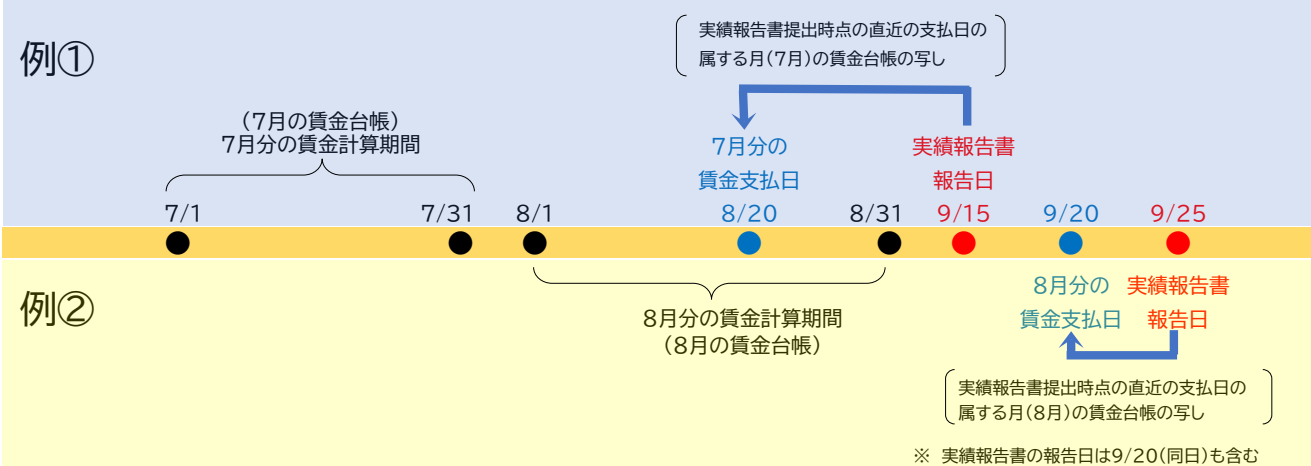 例①
実績報告書提出時点の直近の支払日の
属する月(7月)の賃金台帳の写し
(7月の賃金台帳)
7月分の賃金計算期間
7月分の
賃金支払日
実績報告書
報告日
7/1
7/31
8/1
8/20
8/31
9/15
9/20
9/25
例②
8月分の賃金計算期間
(8月の賃金台帳)
8月分の
賃金支払日
実績報告書
報告日
実績報告書提出時点の直近の支払日の
属する月(8月)の賃金台帳の写し
※ 実績報告書の報告日は9/20(同日)も含む